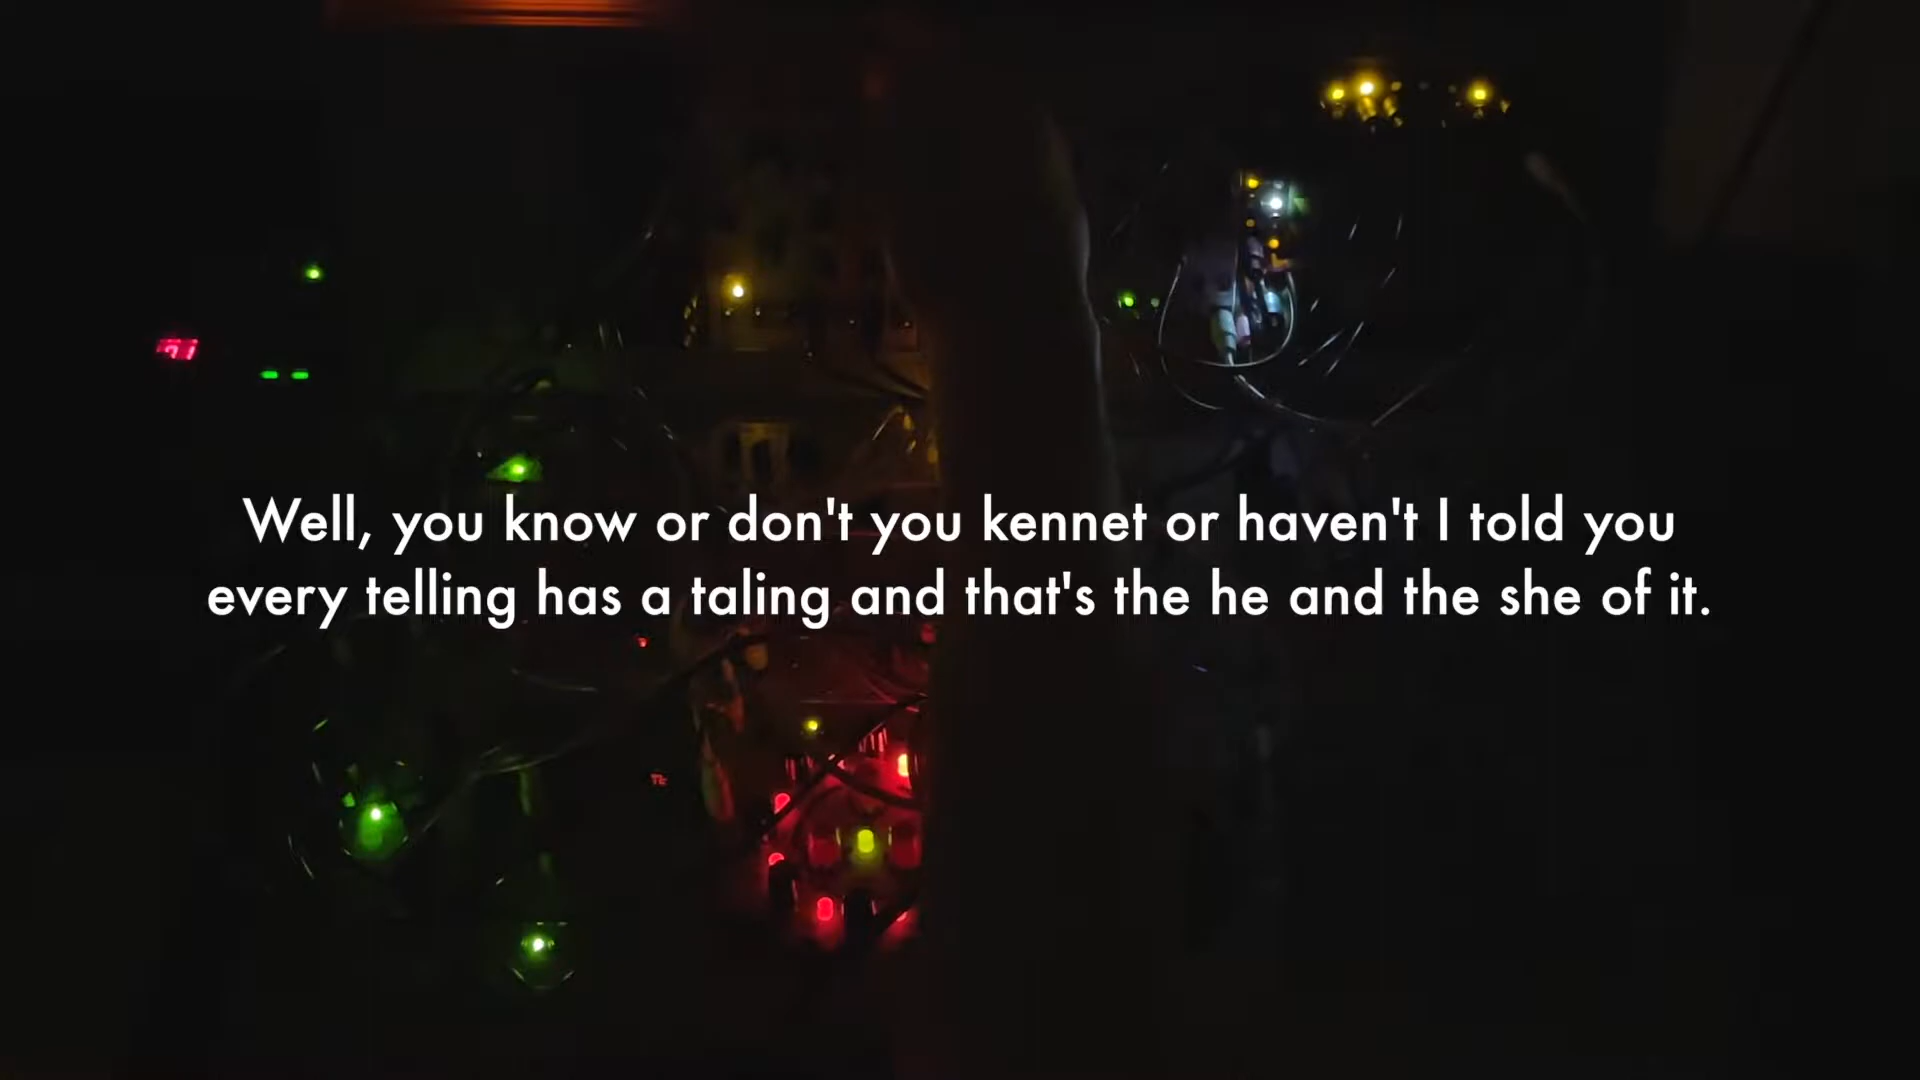 Well, you know or don't you kennet or haven't I told you
every telling has a taling and that's the he and the she of it.